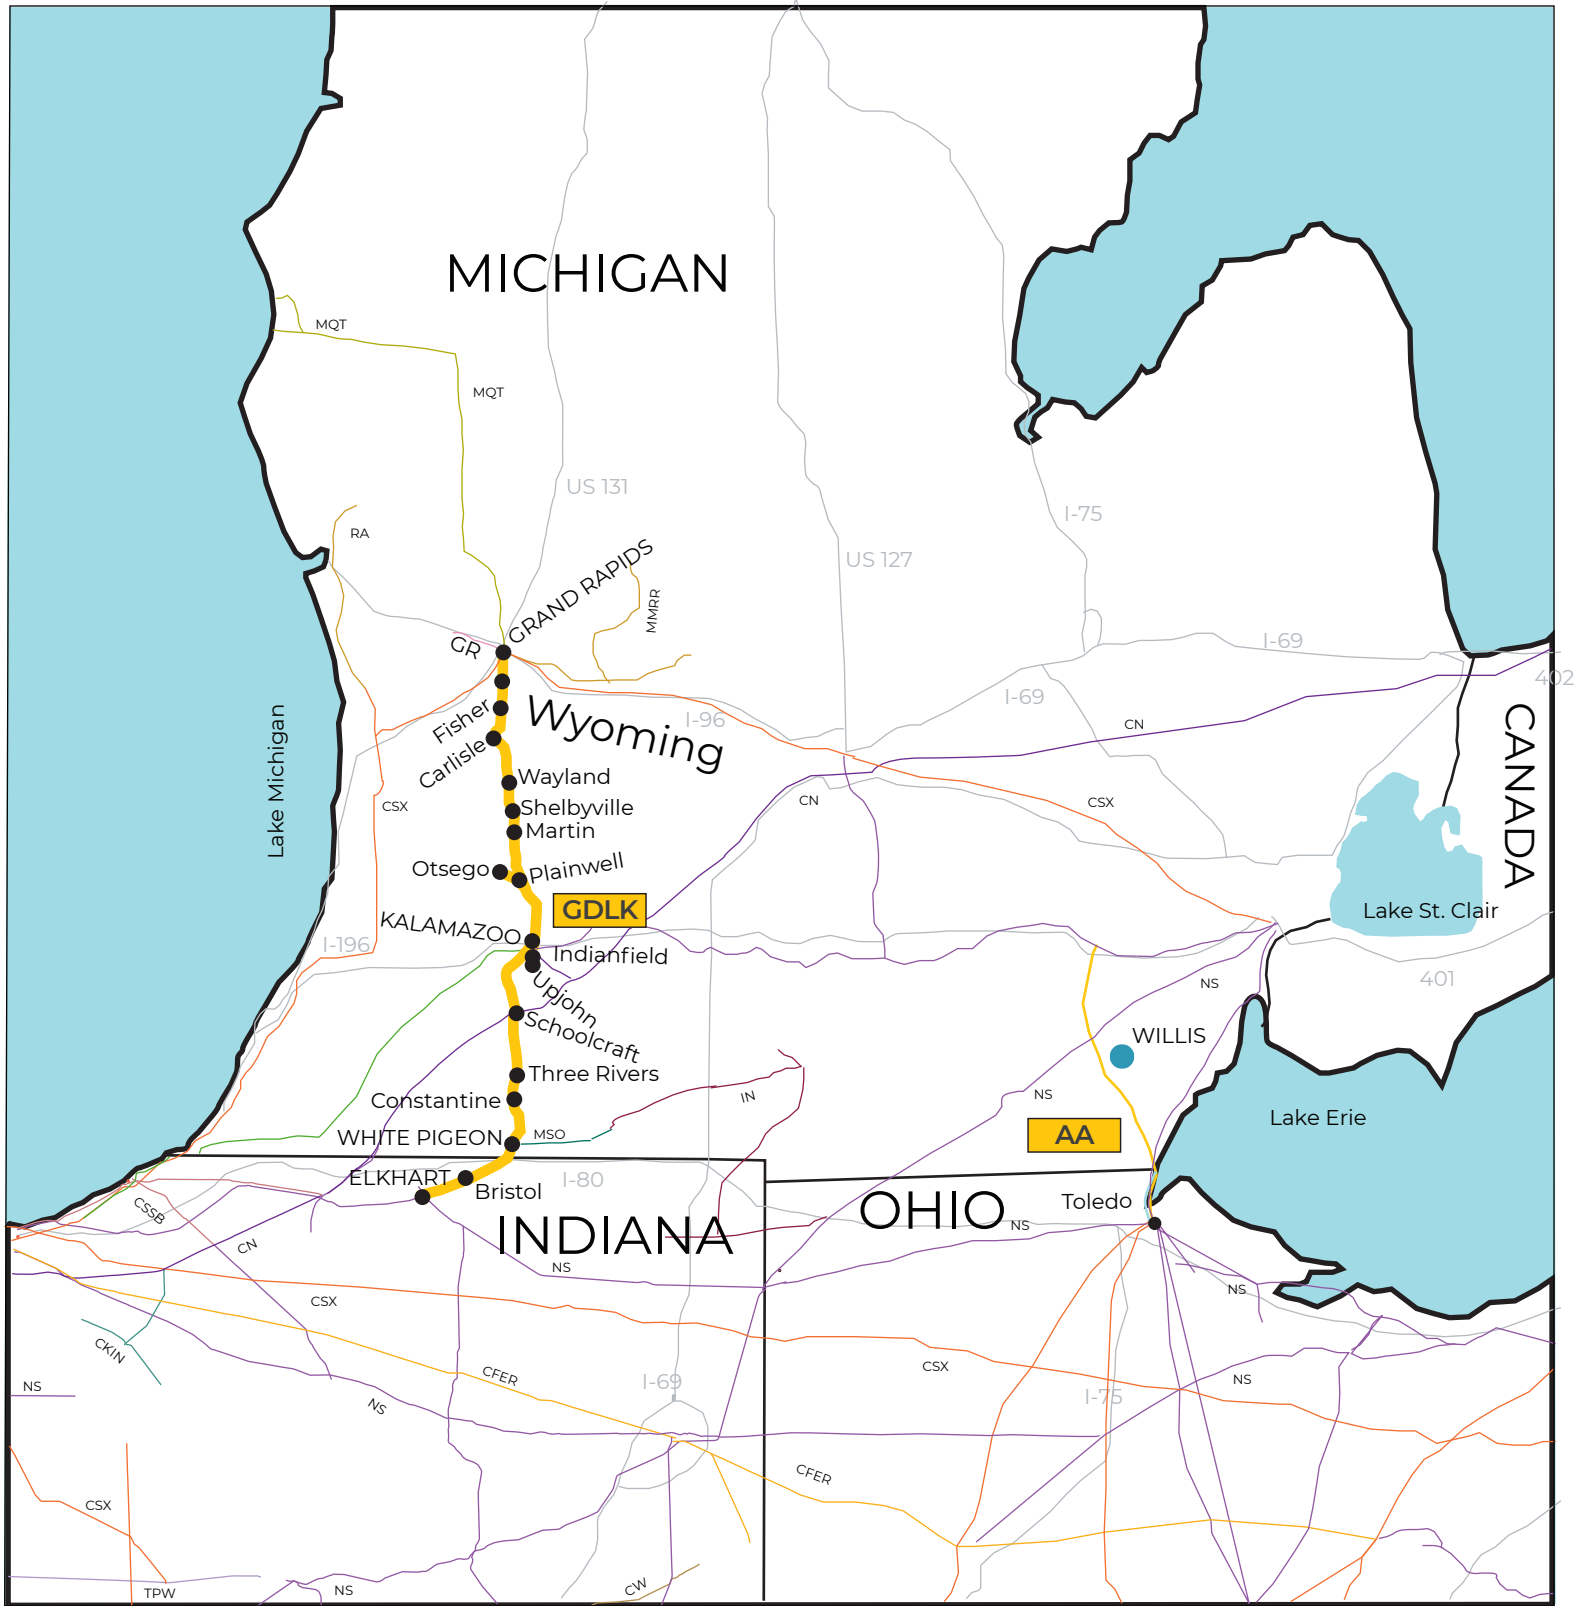 MICHIGAN
MQT
MQT
US 131
I-75
RA
GRAND RAPIDS
US 127
MMRR
GR
I-69
402
I-69
Wyoming
I-96
Fisher
CN
CANADA
Lake Michigan
Carlisle
Wayland
CSX
Shelbyville
CN
CSX
Martin
Otsego
Plainwell
GDLK
Lake St. Clair
KALAMAZOO
I-196
Indianfield
401
Upjohn
NS
Schoolcraft
WILLIS
Three Rivers
Constantine
IN
NS
Lake Erie
WHITE PIGEON
MSO
AA
ELKHART
I-80
Bristol
Toledo
CSSB
INDIANA
OHIO
NS
CN
NS
NS
CSX
CKIN
CFER
CSX
NS
I-69
NS
NS
I-75
CFER
CSX
TPW
NS
CW